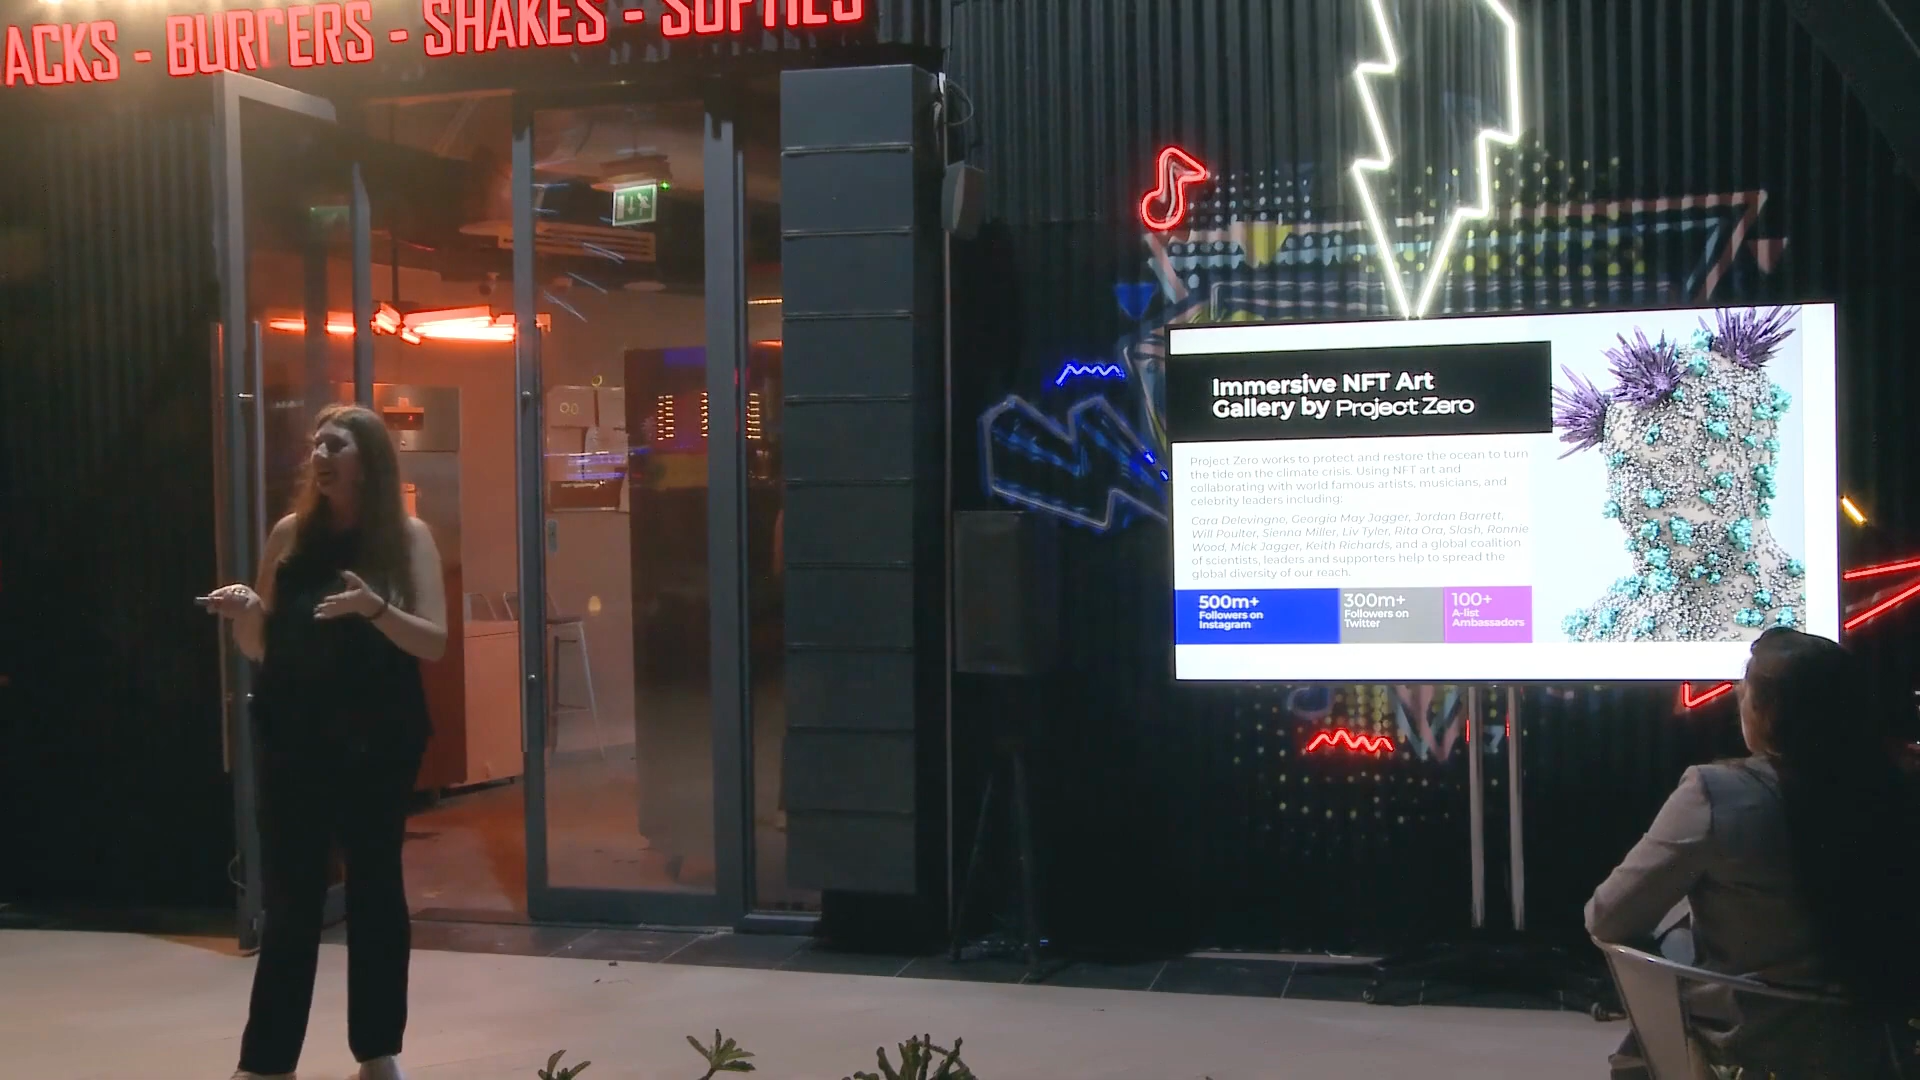 ACKS - BURGERS - SHAKES - SOFTIES
Immersive NFT Art
Gallery by Project Zero
Project Zero works to protect and restore the ocean to turn
the tide on the climate crisis. Using NFT art and
collaborating with world famous artists, musicians, and
celebrity leaders including:
Cara Delevingne, Georgia May Jagger, Jordan Barrett,
Will Poulter, Sienna Miller, Liv Tyler, Rita Ora, Slash, Ronnie
Wood, Mick Jagger, Keith Richards, and a global coalition
of scientists, leaders and supporters help to spread the
global diversity of our reach.
500m+
Followers on
Instagram
300m+
Followers on
Twitter
100+
A-list
Ambassadors